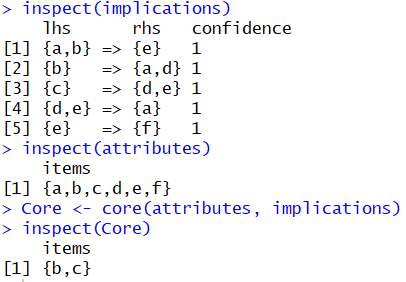 > inspect(implications)
    lhs      rhs   confidence
[1] {a,b} => {e}   1
[2] {b}   => {a,d} 1
[3] {c}   => {d,e} 1
[4] {d,e} => {a}   1
[5] {e}   => {f}   1
> inspect(attributes)
    items
[1] {a,b,c,d,e,f}
> Core <- core(attributes, implications)
> inspect(Core)
    items
[1] {b,c}